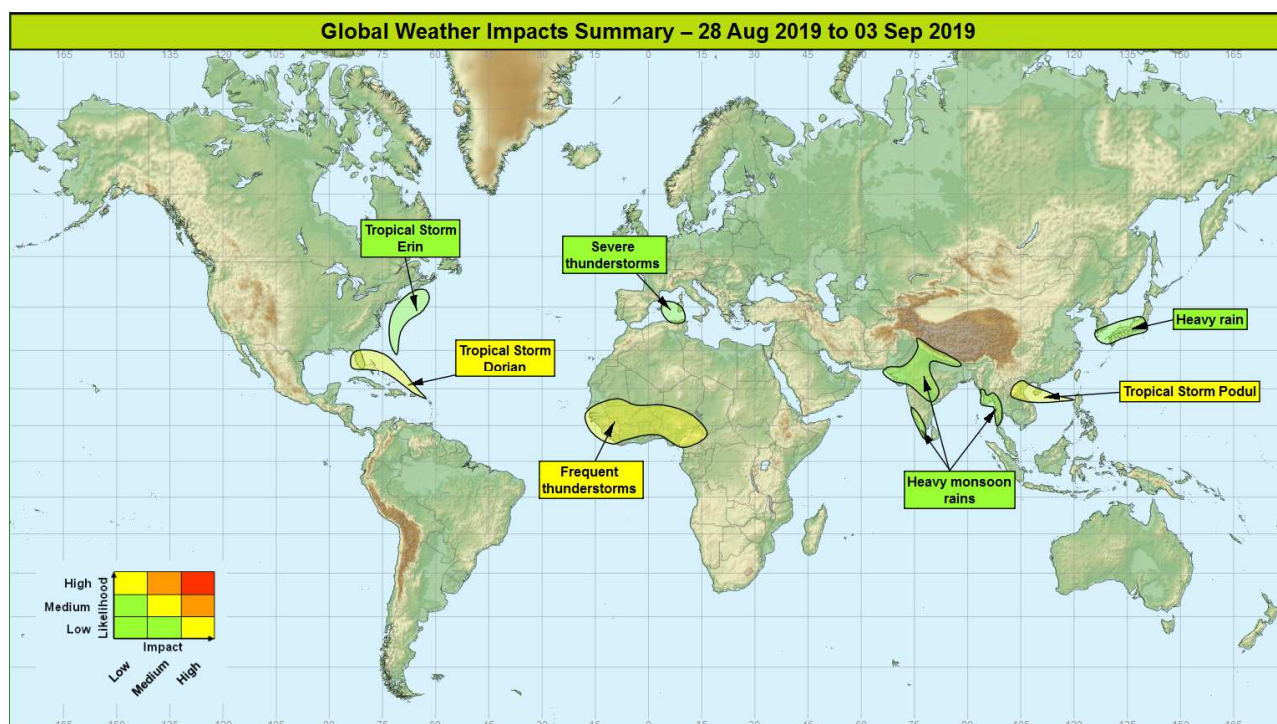 Global Weather Impacts Summary – 28 Aug 2019 to 03 Sep 2019
165 135 120 105 90 75 60 45 30 15 0 15 30 45 60 75 90 105 120 135 150 165
Tropical Storm
Erin
Severe
thunderstorms
Heavy rain
Tropical Storm
Dorian
Tropical Storm Podul
Frequent
thunderstorms
Heavy monsoon
rains
High
Medium
Low
Likelihood
Impact
Low
Medium
High